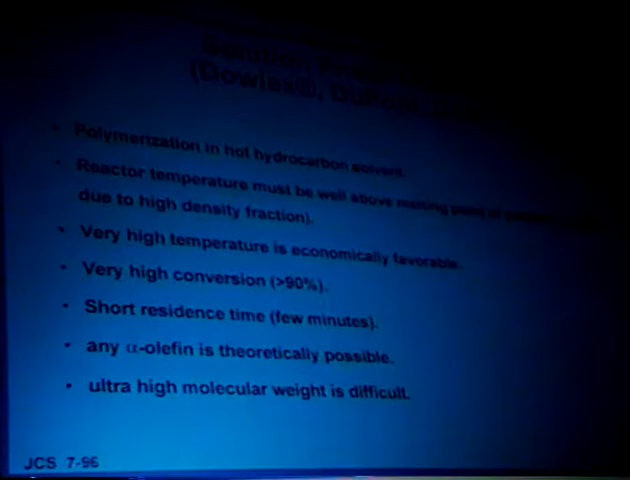 Solution
(Dowlex®, DuPont,
• Polymerization in hot hydrocarbon solvent.
• Reactor temperature must be well above melting point of
due to high density fraction).
• Very high temperature is economically favorable.
• Very high conversion (>90%).
• Short residence time (few minutes).
• any α-olefin is theoretically possible.
• ultra high molecular weight is difficult.
JCS 7-96